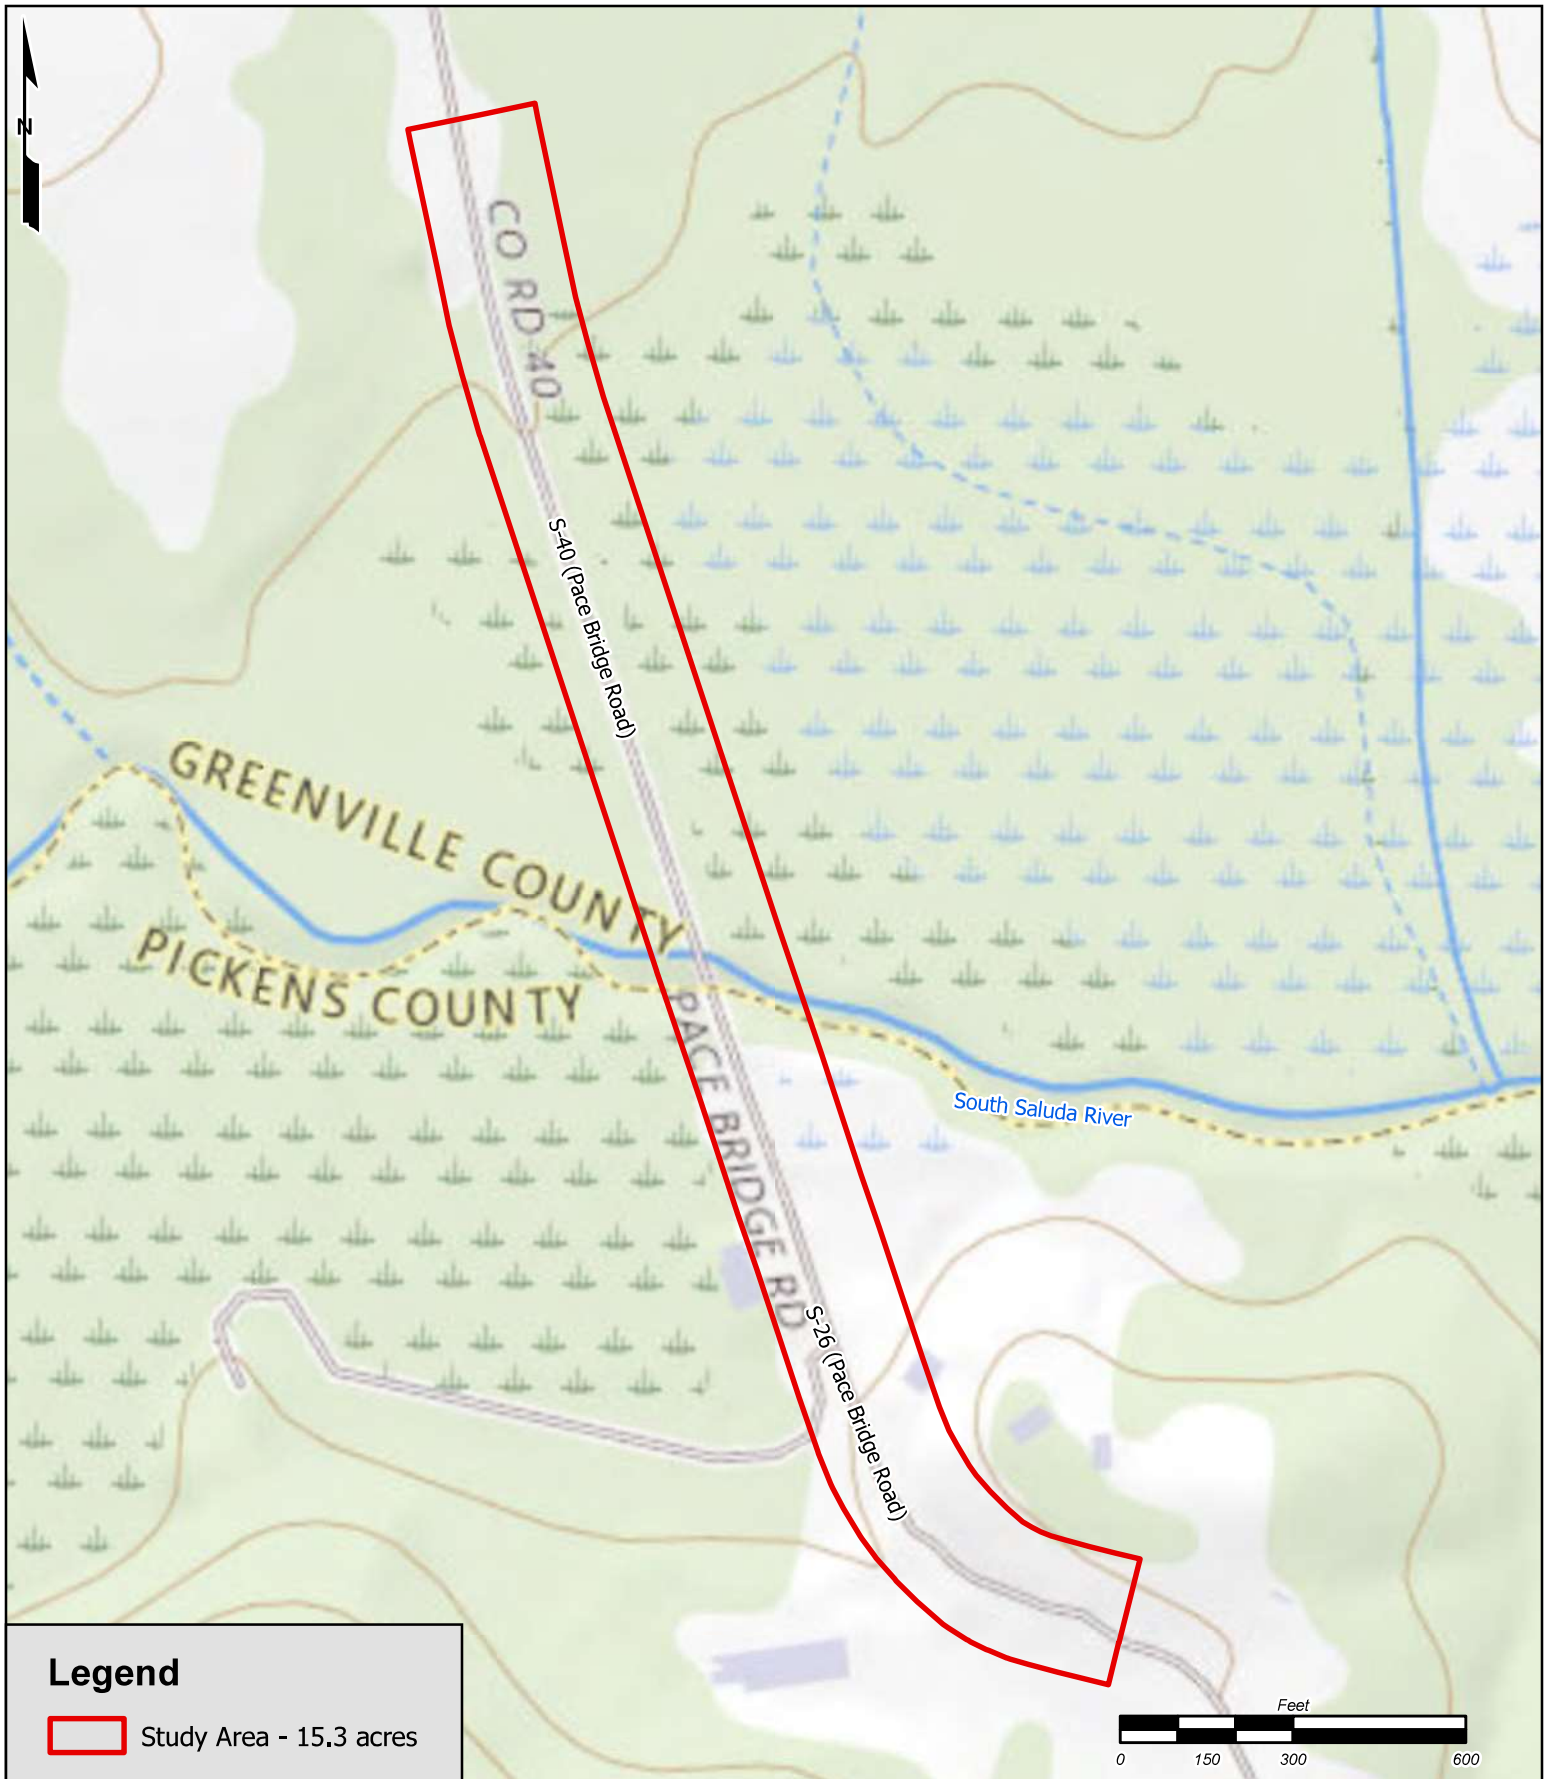 N
CO RD 40
S-40 (Pace Bridge Road)
GREENVILLE COUNTY
PICKENS COUNTY
PACE BRIDGE RD
South Saluda River
S-26 (Pace Bridge Road)
Legend
Study Area - 15.3 acres
Feet
0 150 300 600